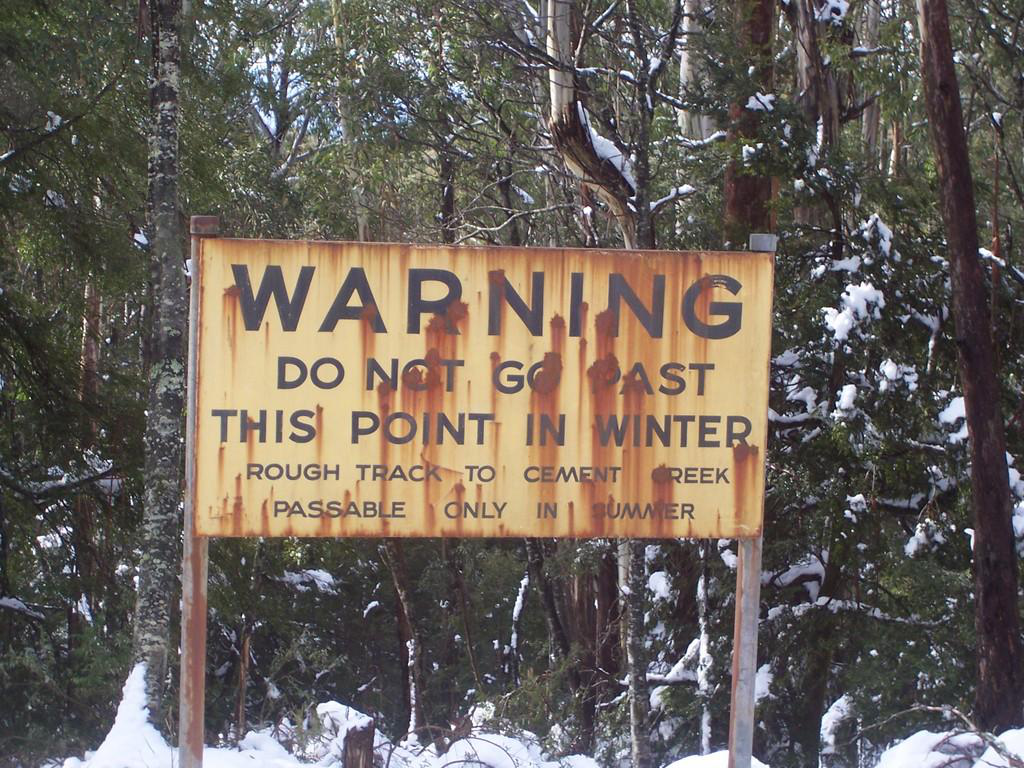 WARNING
DO NOT GO PAST
THIS POINT IN WINTER
ROUGH TRACK TO CEMENT CREEK
PASSABLE ONLY IN SUMMER